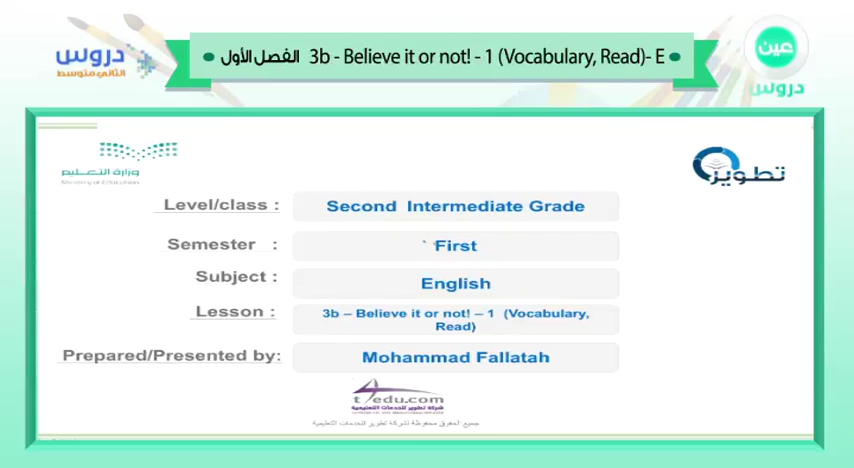 دروس
الثاني متوسط
3b - Believe it or not! - 1 (Vocabulary, Read)- E الفصل الأول
عين
دروس
وزارة التعليم
Ministry of Education
تطوير
Level/class : Second Intermediate Grade
Semester : First
Subject : English
Lesson : 3b – Believe it or not! – 1 (Vocabulary,
Read)
Prepared/Presented by: Mohammad Fallatah
t4edu.com
شركة تطوير للخدمات التعليمية
جميع الحقوق محفوظة لشركة تطوير للخدمات التعليمية